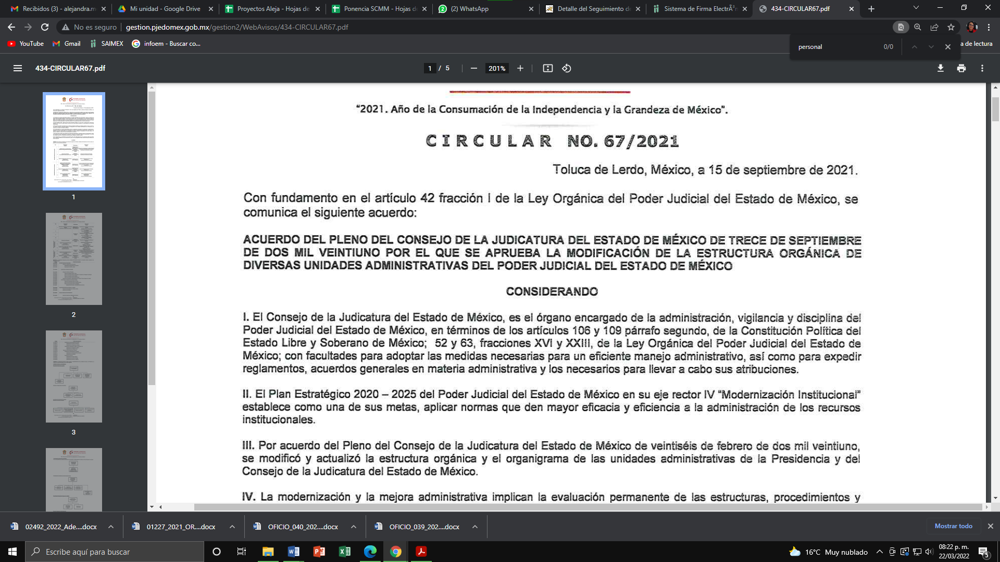 Recibidos (3) - alejandra.m
Mi unidad - Google Drive
Proyectos Aleja - Hojas de
Ponencia SCMM - Hojas d
(2) WhatsApp
Detalle del Seguimiento d
Sistema de Firma ElectrÃ³n
434-CIRCULAR67.pdf
No es seguro
gestion.pjedomex.gob.mx/gestion2/WebAvisos/434-CIRCULAR67.pdf
YouTube
Gmail
SAIMEX
infoem - Buscar co...
a de lectura
personal
0/0
434-CIRCULAR67.pdf
1 / 5
201%
1
2
3
"2021. Año de la Consumación de la Independencia y la Grandeza de México".
CIRCULAR NO. 67/2021
Toluca de Lerdo, México, a 15 de septiembre de 2021.
Con fundamento en el artículo 42 fracción I de la Ley Orgánica del Poder Judicial del Estado de México, se
comunica el siguiente acuerdo:
ACUERDO DEL PLENO DEL CONSEJO DE LA JUDICATURA DEL ESTADO DE MÉXICO DE TRECE DE SEPTIEMBRE
DE DOS MIL VEINTIUNO POR EL QUE SE APRUEBA LA MODIFICACIÓN DE LA ESTRUCTURA ORGÁNICA DE
DIVERSAS UNIDADES ADMINISTRATIVAS DEL PODER JUDICIAL DEL ESTADO DE MÉXICO
CONSIDERANDO
I. El Consejo de la Judicatura del Estado de México, es el órgano encargado de la administración, vigilancia y disciplina del
Poder Judicial del Estado de México, en términos de los artículos 106 y 109 párrafo segundo, de la Constitución Política del
Estado Libre y Soberano de México; 52 y 63, fracciones XVI y XXIII, de la Ley Orgánica del Poder Judicial del Estado de
México; con facultades para adoptar las medidas necesarias para un eficiente manejo administrativo, así como para expedir
reglamentos, acuerdos generales en materia administrativa y los necesarios para llevar a cabo sus atribuciones.
II. El Plan Estratégico 2020 – 2025 del Poder Judicial del Estado de México en su eje rector IV "Modernización Institucional"
establece como una de sus metas, aplicar normas que den mayor eficacia y eficiencia a la administración de los recursos
institucionales.
III. Por acuerdo del Pleno del Consejo de la Judicatura del Estado de México de veintiséis de febrero de dos mil veintiuno,
se modificó y actualizó la estructura orgánica y el organigrama de las unidades administrativas de la Presidencia y del
Consejo de la Judicatura del Estado de México.
IV. La modernización y la mejora administrativa implican la evaluación permanente de las estructuras, procedimientos y
02492_2022_Ade....docx
01227_2021_OR....docx
OFICIO_040_202....docx
OFICIO_039_202....docx
Mostrar todo
Escribe aquí para buscar
16°C Muy nublado
08:22 p. m.
22/03/2022
5